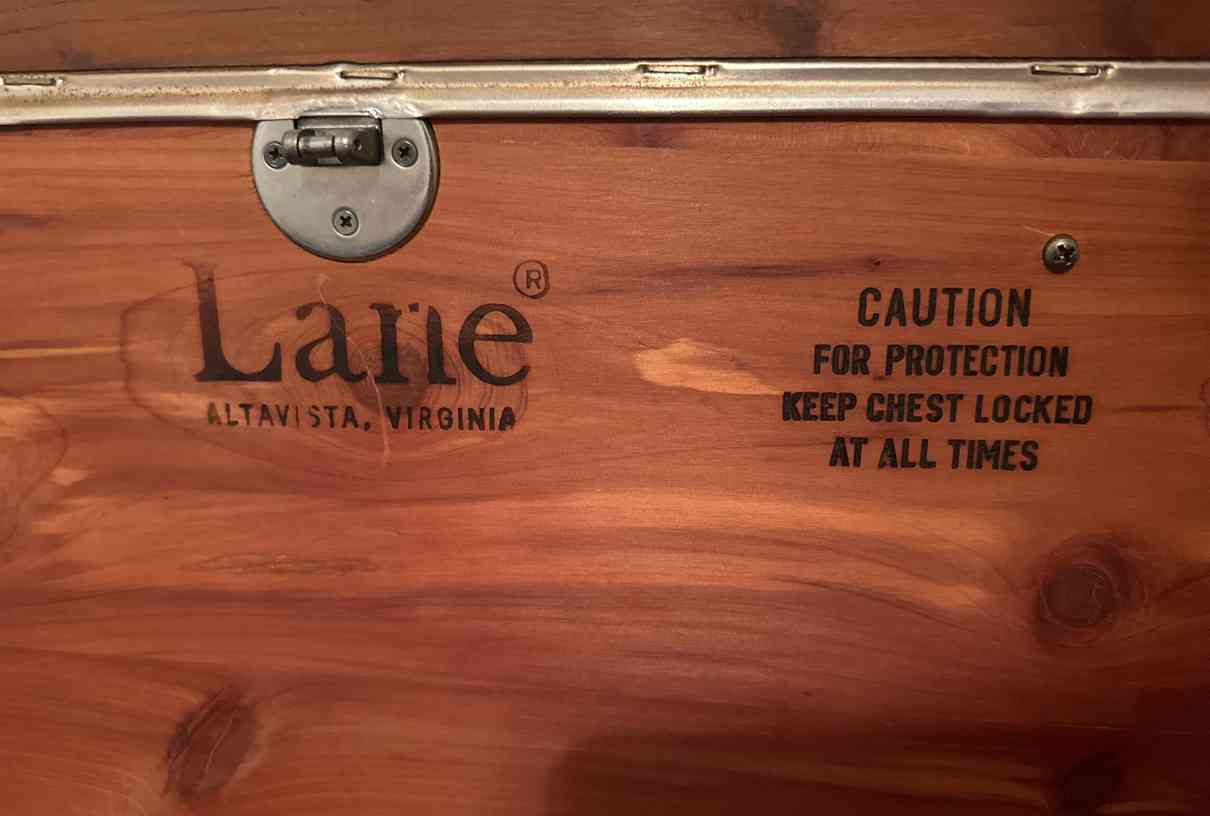 Lane®
ALTAVISTA, VIRGINIA
CAUTION
FOR PROTECTION
KEEP CHEST LOCKED
AT ALL TIMES